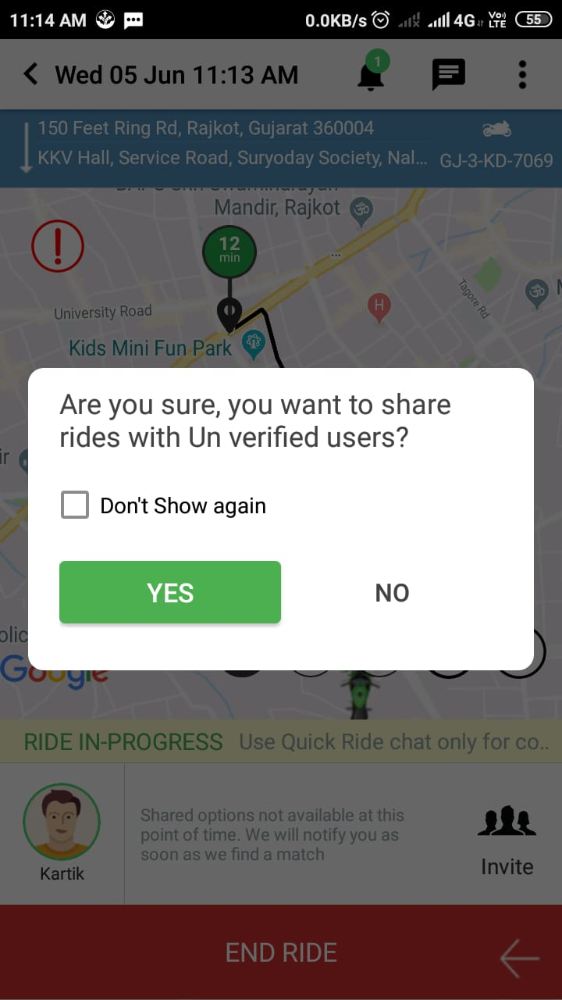 11:14 AM 0.0KB/s 4G Vo)) LTE 55
Wed 05 Jun 11:13 AM 1
150 Feet Ring Rd, Rajkot, Gujarat 360004
KKV Hall, Service Road, Suryoday Society, Nal... GJ-3-KD-7069
Mandir, Rajkot
12
min
...
H
Tagore Rd
University Road
Kids Mini Fun Park
Are you sure, you want to share
rides with Un verified users?
Don't Show again
YES NO
Google
RIDE IN-PROGRESS Use Quick Ride chat only for co..
Shared options not available at this
point of time. We will notify you as
soon as we find a match
Kartik
Invite
END RIDE